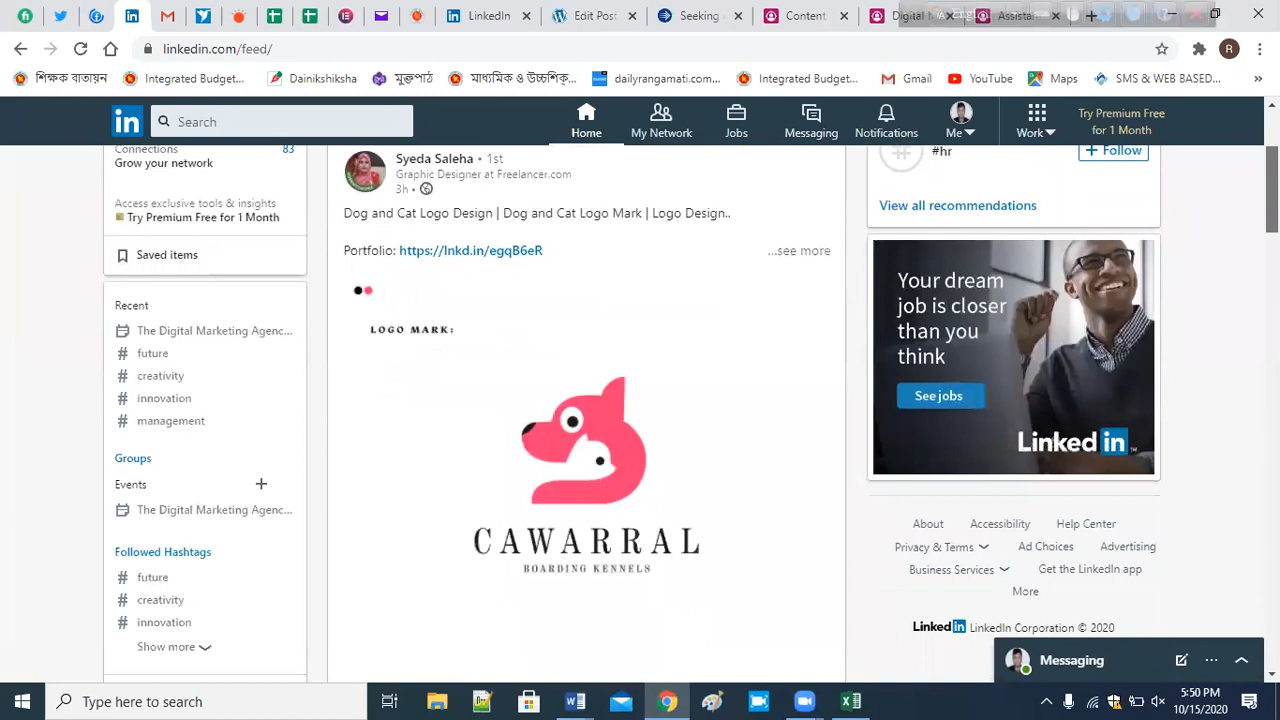 LinkedIn
Edit Post
Seeking
Content
Digital
Assistan
linkedin.com/feed/
R
শিক্ষক বাতায়ন
Integrated Budget...
Dainikshiksha
মুক্তপাঠ
মাধ্যমিক ও উচ্চশিক্...
dailyrangamati.com...
Integrated Budget...
Gmail
YouTube
Maps
SMS & WEB BASED...
»
in
Search
Home
My Network
Jobs
Messaging
Notifications
Me
Work
Try Premium Free
for 1 Month
Connections
83
Grow your network
Access exclusive tools & insights
Try Premium Free for 1 Month
Saved items
Recent
The Digital Marketing Agenc...
# future
# creativity
# innovation
# management
Groups
Events
+
The Digital Marketing Agenc...
Followed Hashtags
# future
# creativity
# innovation
Show more
Syeda Saleha • 1st
Graphic Designer at Freelancer.com
3h •
Dog and Cat Logo Design | Dog and Cat Logo Mark | Logo Design..
Portfolio: https://lnkd.in/egqB6eR
...see more
LOGO MARK:
CAWARRAL
BOARDING KENNELS
#hr
+ Follow
View all recommendations
Your dream
job is closer
than you
think
See jobs
Linked in
About
Accessibility
Help Center
Privacy & Terms
Ad Choices
Advertising
Business Services
Get the LinkedIn app
More
Linked in LinkedIn Corporation © 2020
Messaging
Type here to search
5:50 PM
10/15/2020